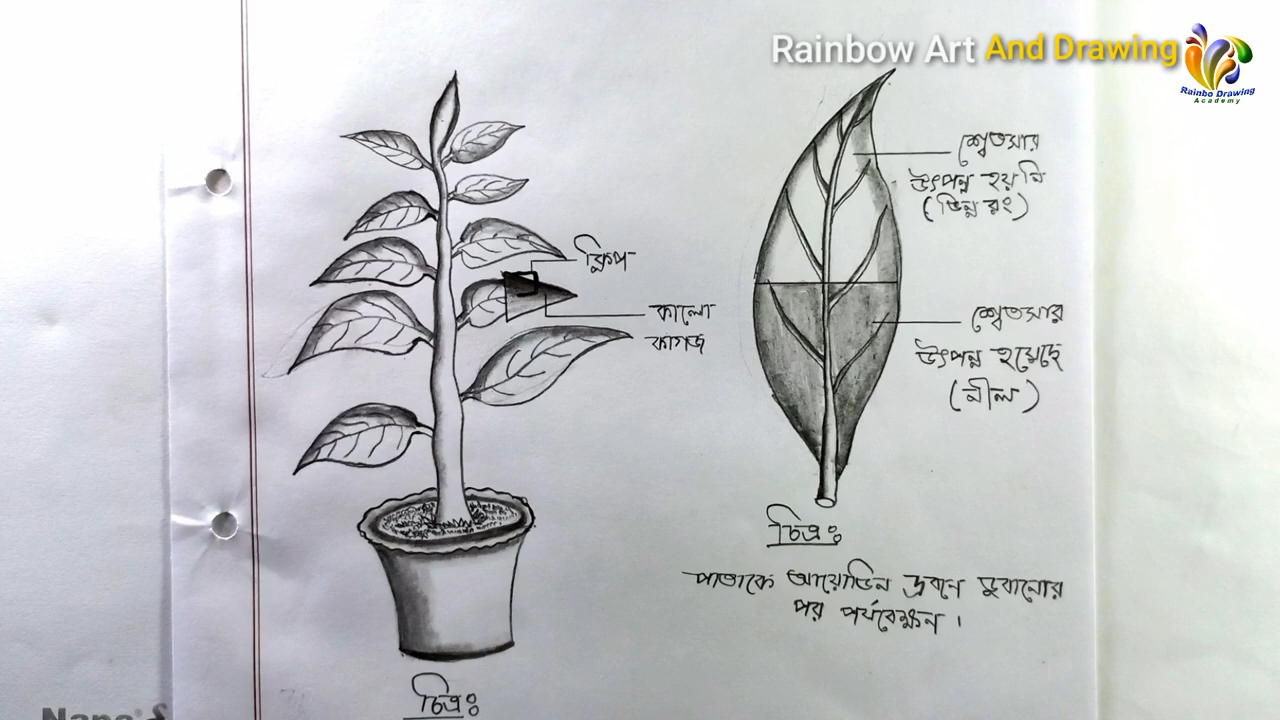 Rainbow Art And Drawing
Rainbo Drawing
Academy
ক্লিপ
কালো
কাগজ
চিত্রঃ
শ্বেতসার
উৎপন্ন হয়নি
(ভিন্ন রং)
শ্বেতসার
উৎপন্ন হয়েছে
(নীল)
চিত্রঃ
পাতাকে আয়োডিন দ্রবণে ডুবানোর
পর পর্যবেক্ষন।